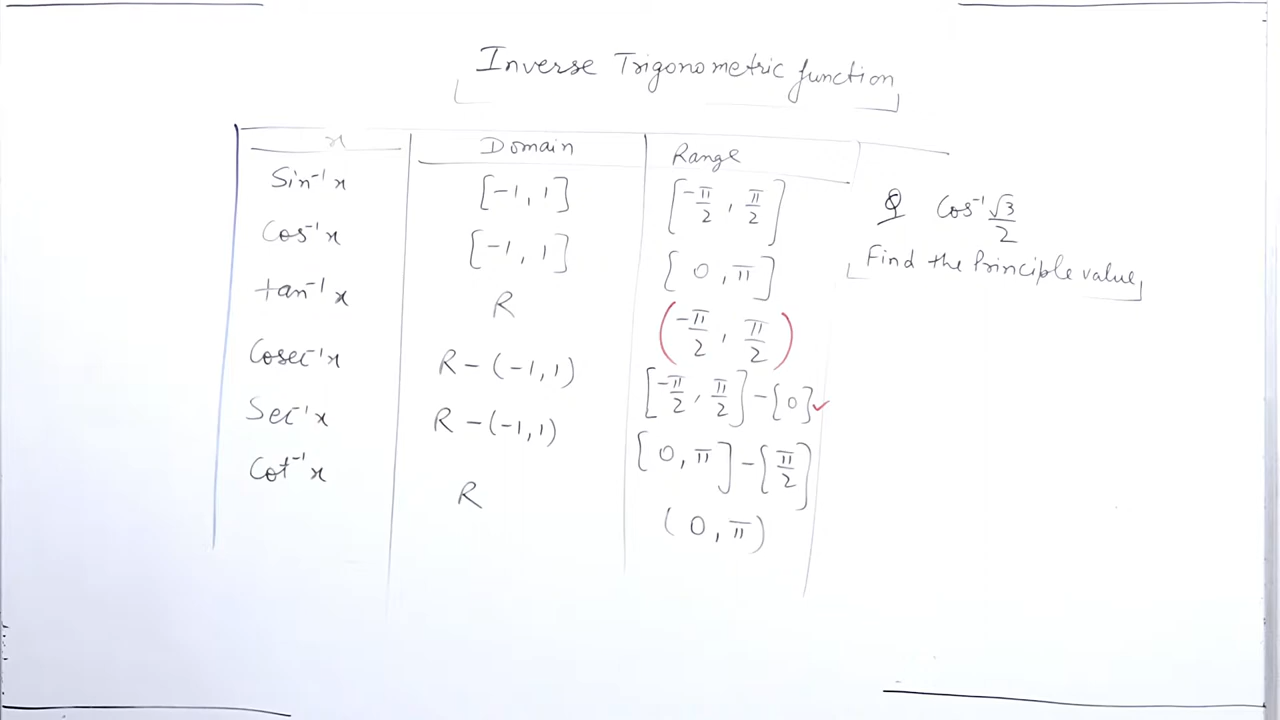 Inverse Trigonometric function
x Domain Range
Sin⁻¹x [-1, 1] [-π/2, π/2]
Cos⁻¹x [-1, 1] [0, π]
tan⁻¹x R (-π/2, π/2)
Cosec⁻¹x R-(-1,1) [-π/2, π/2]-{0}
Sec⁻¹x R-(-1,1) [0, π]-{π/2}
Cot⁻¹x R (0, π)
Q Cos⁻¹ √3/2
Find the Principle value